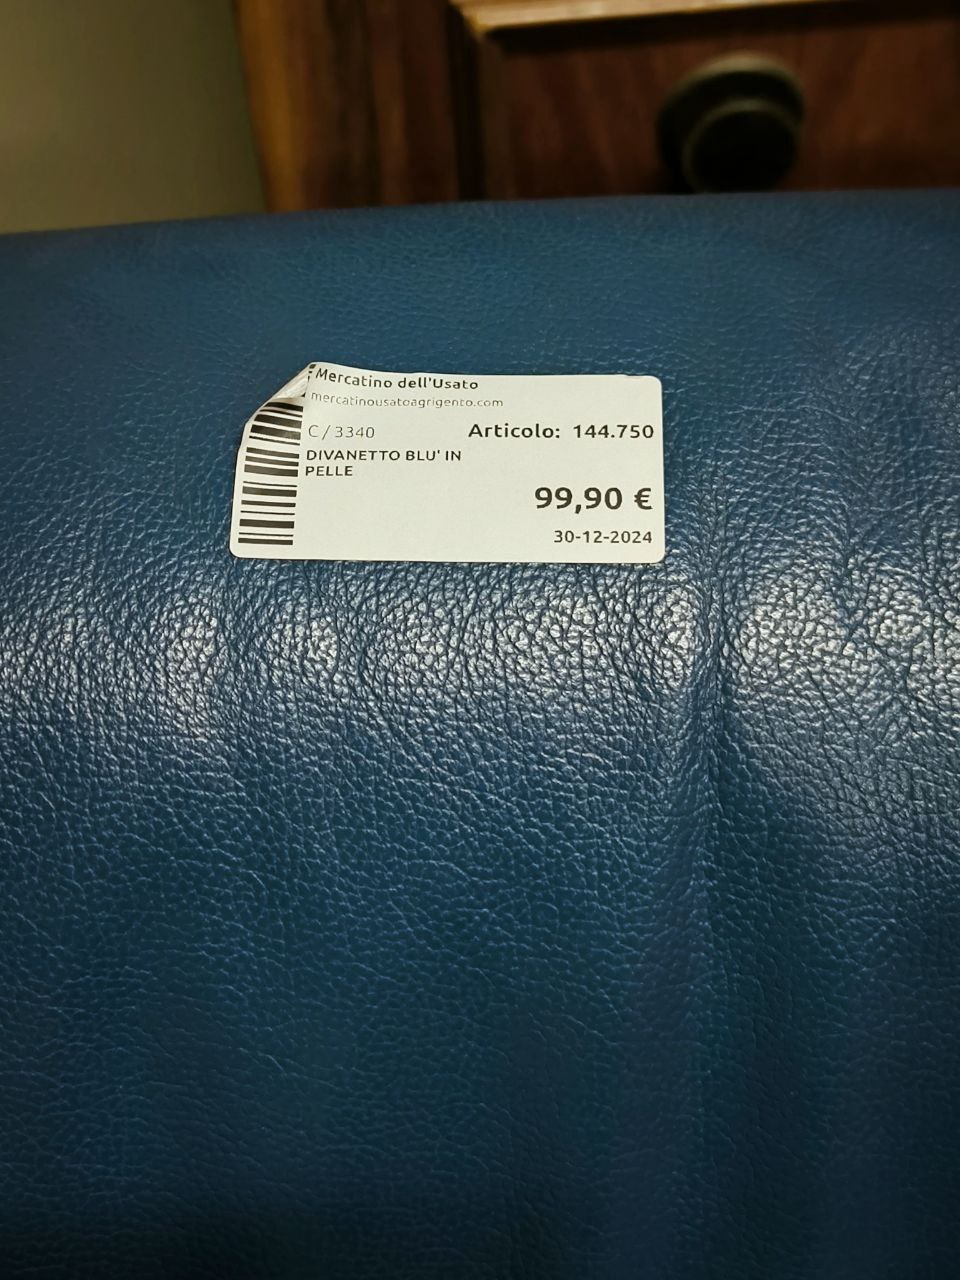 Mercatino dell'Usato
mercatinousatoagrigento.com
C / 3340 Articolo: 144.750
DIVANETTO BLU' IN
PELLE
99,90 €
30-12-2024